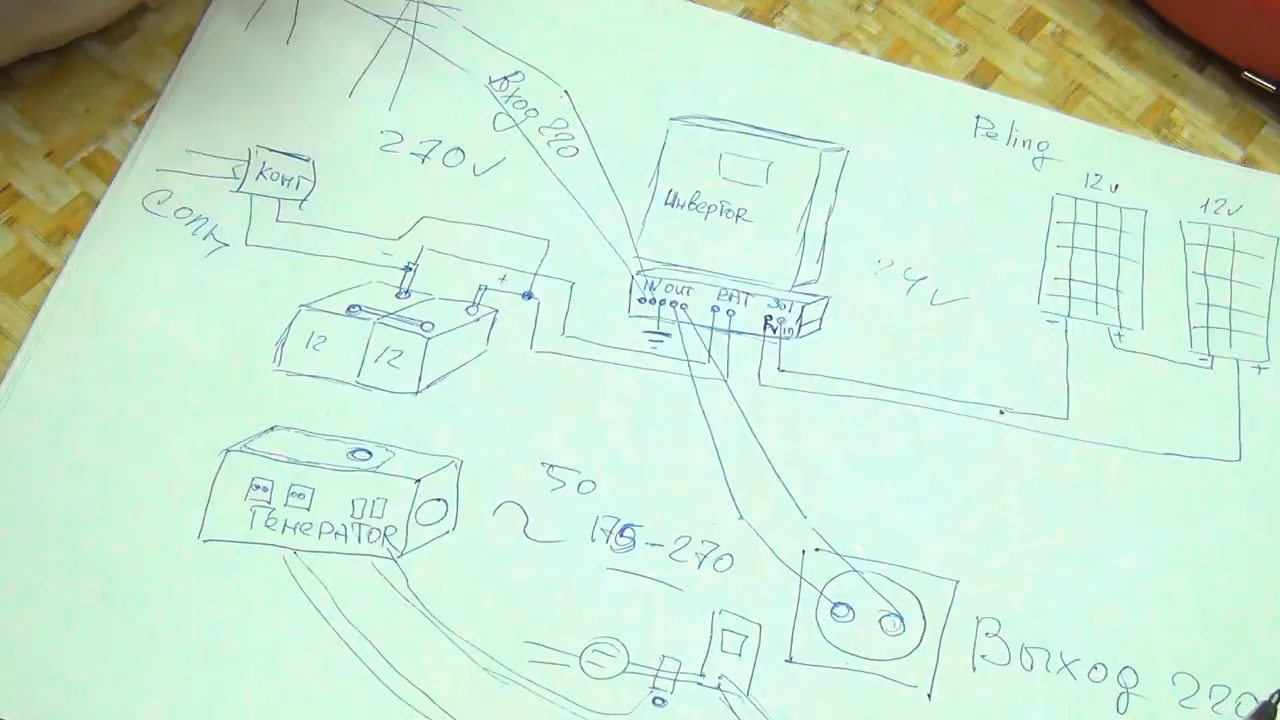 Вход 220
270v
конт
Солн
Инвертор
Peling
12v
12v
24v
IN OUT
BAT
Sol
Pv in
-
+
-
+
-
+
12
12
Генератор
50
~ 175-270
Выход 220